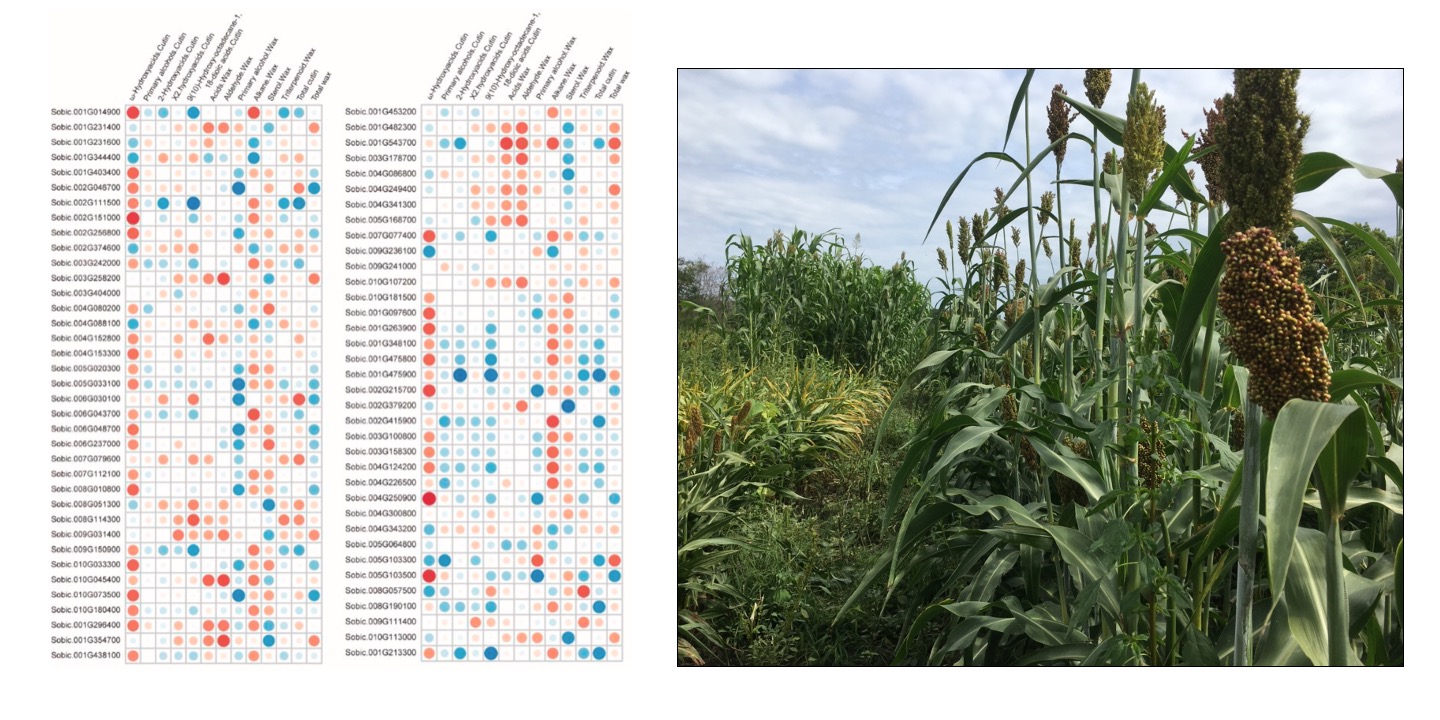 ω-Hydroxyacids.Cutin
Primary alcohols.Cutin
2-Hydroxyacids.Cutin
X2.hydroxyacids.Cutin
9(10)-Hydroxy-octadecane-1,
18-dioic acids.Cutin
Acids.Wax
Aldehyde.Wax
Primary alcohol.Wax
Alkane.Wax
Sterol.Wax
Triterpenoid.Wax
Total cutin
Total wax
Sobic.001G014900
Sobic.001G231400
Sobic.001G231600
Sobic.001G344400
Sobic.001G403400
Sobic.002G046700
Sobic.002G111500
Sobic.002G151000
Sobic.002G256800
Sobic.002G374600
Sobic.003G242000
Sobic.003G258200
Sobic.003G404000
Sobic.004G080200
Sobic.004G088100
Sobic.004G152800
Sobic.004G153300
Sobic.005G020300
Sobic.005G033100
Sobic.006G030100
Sobic.006G043700
Sobic.006G048700
Sobic.006G237000
Sobic.007G079600
Sobic.007G112100
Sobic.008G010800
Sobic.008G051300
Sobic.008G114300
Sobic.009G031400
Sobic.009G150900
Sobic.010G033300
Sobic.010G045400
Sobic.010G073500
Sobic.010G180400
Sobic.001G296400
Sobic.001G354700
Sobic.001G438100
ω-Hydroxyacids.Cutin
Primary alcohols.Cutin
2-Hydroxyacids.Cutin
X2.hydroxyacids.Cutin
9(10)-Hydroxy-octadecane-1,
18-dioic acids.Cutin
Acids.Wax
Aldehyde.Wax
Primary alcohol.Wax
Alkane.Wax
Sterol.Wax
Triterpenoid.Wax
Total cutin
Total wax
Sobic.001G453200
Sobic.001G482300
Sobic.001G543700
Sobic.003G178700
Sobic.004G086800
Sobic.004G249400
Sobic.004G341300
Sobic.005G168700
Sobic.007G077400
Sobic.009G236100
Sobic.009G241000
Sobic.010G107200
Sobic.010G181500
Sobic.001G097600
Sobic.001G263900
Sobic.001G348100
Sobic.001G475800
Sobic.001G475900
Sobic.002G215700
Sobic.002G379200
Sobic.002G415900
Sobic.003G100800
Sobic.003G158300
Sobic.004G124200
Sobic.004G226500
Sobic.004G250900
Sobic.004G300800
Sobic.004G343200
Sobic.005G064800
Sobic.005G103300
Sobic.005G103500
Sobic.008G057500
Sobic.008G190100
Sobic.009G111400
Sobic.010G113000
Sobic.001G213300